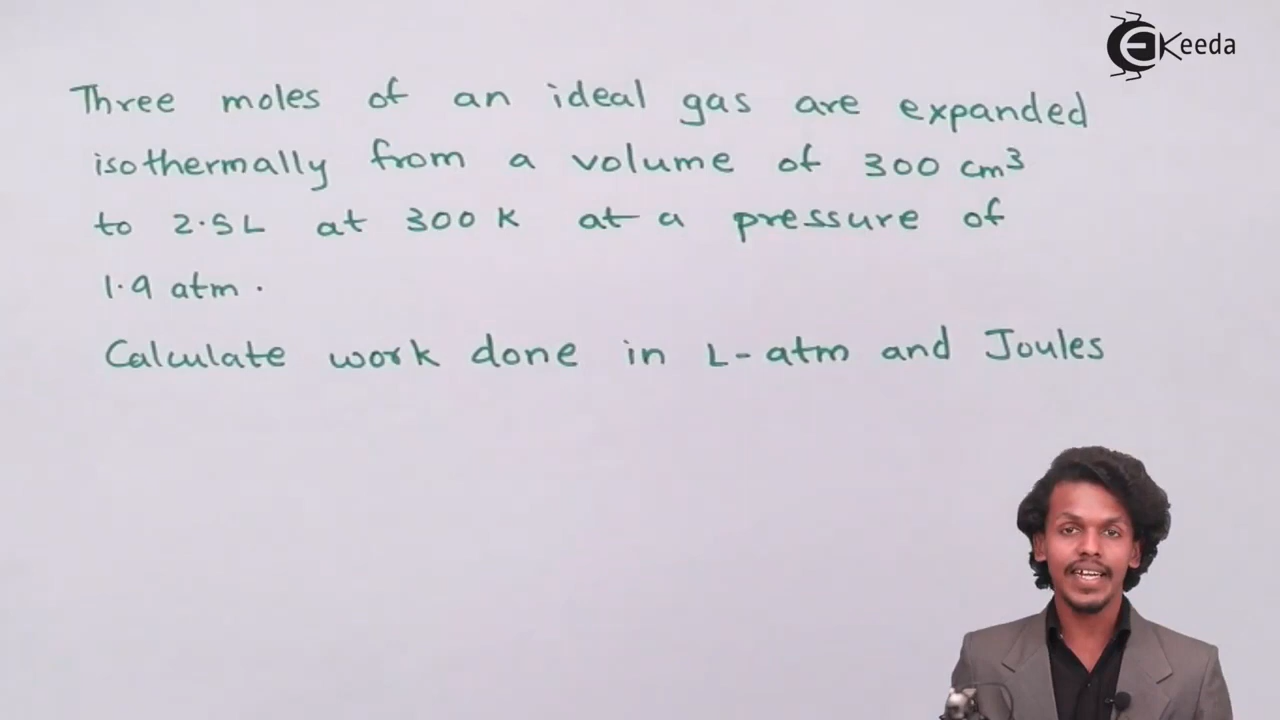 EKeeda
Three moles of an ideal gas are expanded
isothermally from a volume of 300 cm³
to 2.5L at 300 K at a pressure of
1.9 atm.
Calculate work done in L-atm and Joules